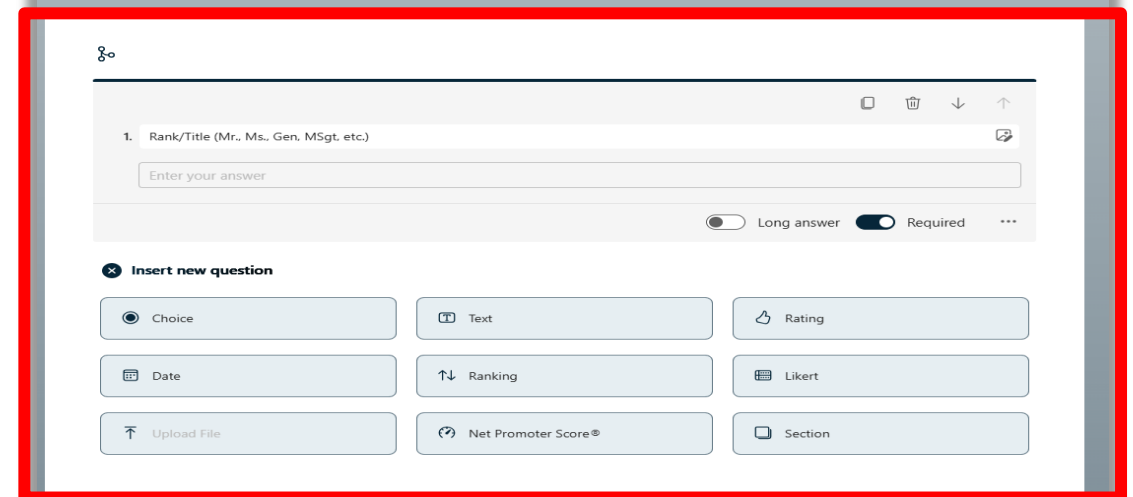 1. Rank/Title (Mr., Ms., Gen, MSgt, etc.)
Enter your answer
Long answer Required
Insert new question
Choice Text Rating
Date Ranking Likert
Upload File Net Promoter Score® Section